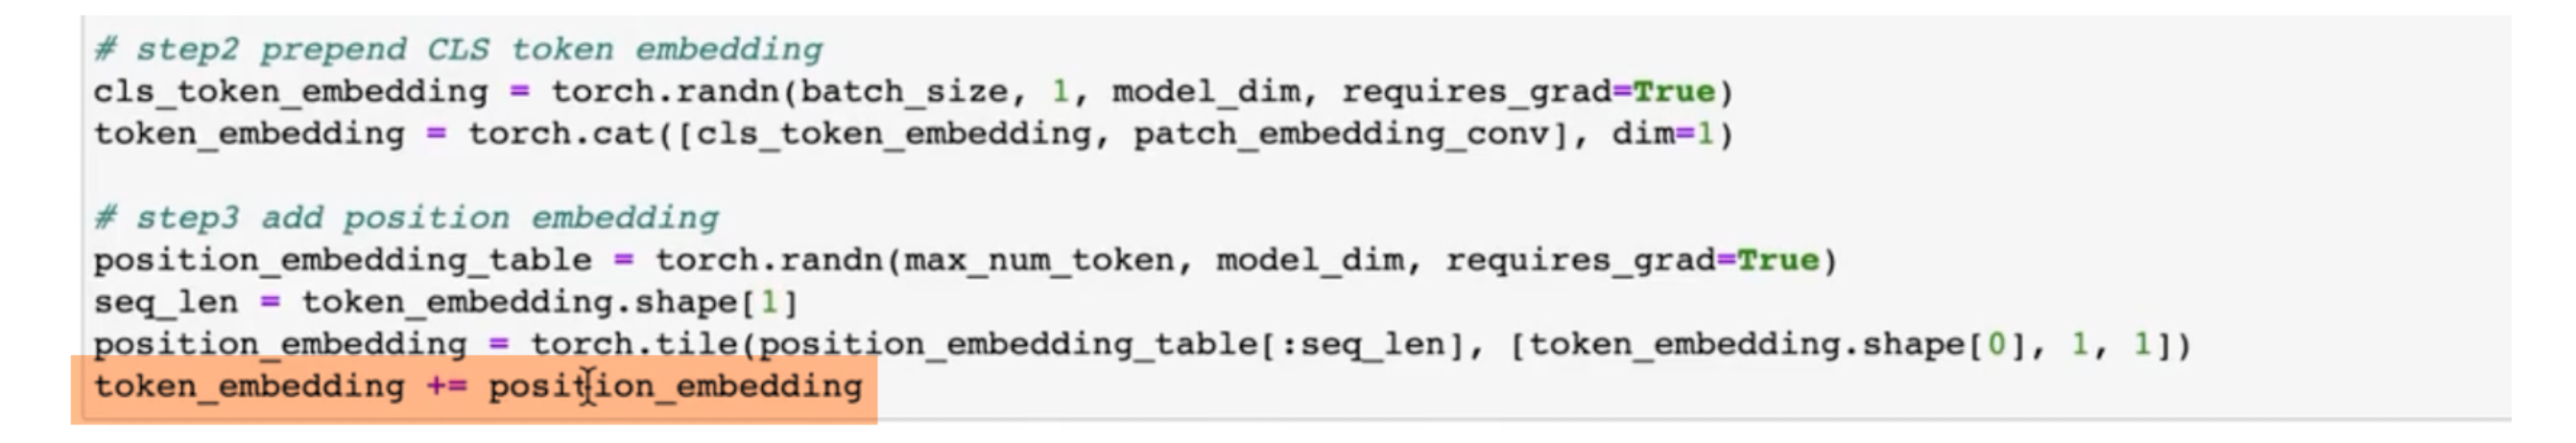 # step2 prepend CLS token embedding
cls_token_embedding = torch.randn(batch_size, 1, model_dim, requires_grad=True)
token_embedding = torch.cat([cls_token_embedding, patch_embedding_conv], dim=1)
# step3 add position embedding
position_embedding_table = torch.randn(max_num_token, model_dim, requires_grad=True)
seq_len = token_embedding.shape[1]
position_embedding = torch.tile(position_embedding_table[:seq_len], [token_embedding.shape[0], 1, 1])
token_embedding += position_embedding